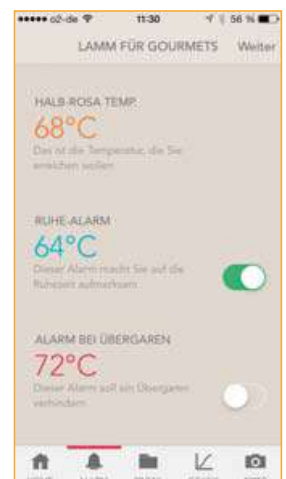 o2-de 11:30 56 %
LAMM FÜR GOURMETS Weiter
HALB-ROSA TEMP.
68°C
Das ist die Temperatur, die Sie
erreichen wollen
RUHE-ALARM
64°C
Dieser Alarm macht Sie auf die
Ruhezeit aufmerksam
ALARM BEI ÜBERGAREN
72°C
Dieser Alarm soll ein Übergaren
verhindern